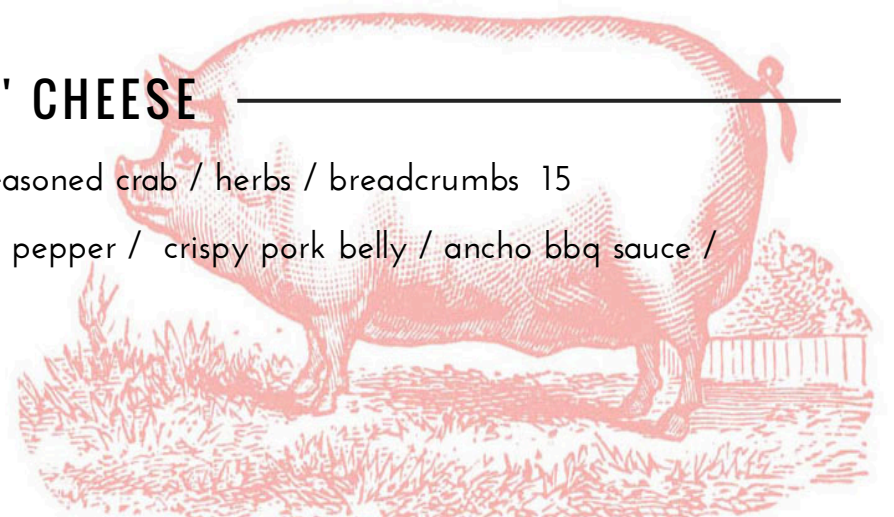 ' CHEESE
easoned crab / herbs / breadcrumbs 15
pepper / crispy pork belly / ancho bbq sauce /